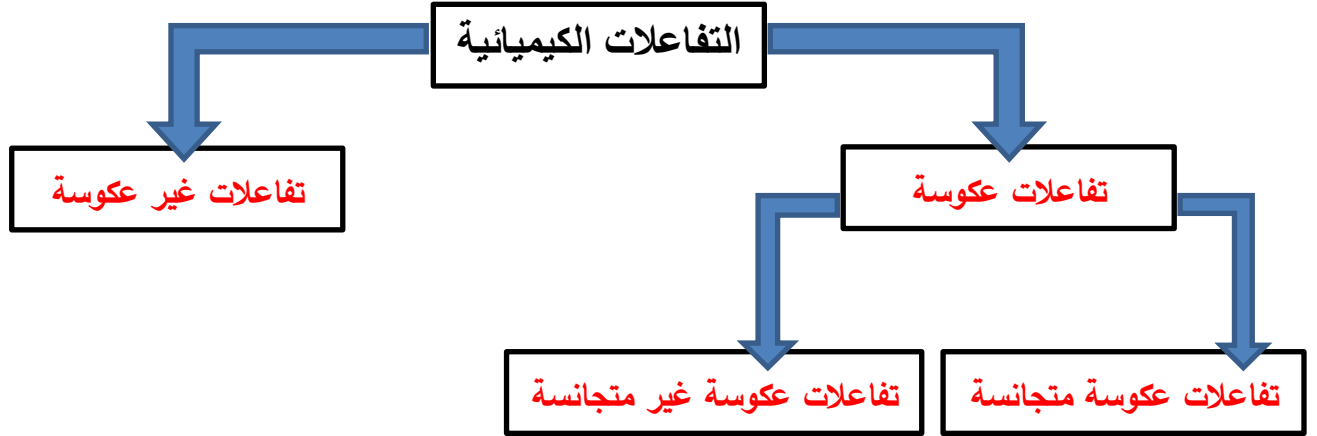 التفاعلات الكيميائية
تفاعلات عكوسة
تفاعلات غير عكوسة
تفاعلات عكوسة متجانسة
تفاعلات عكوسة غير متجانسة